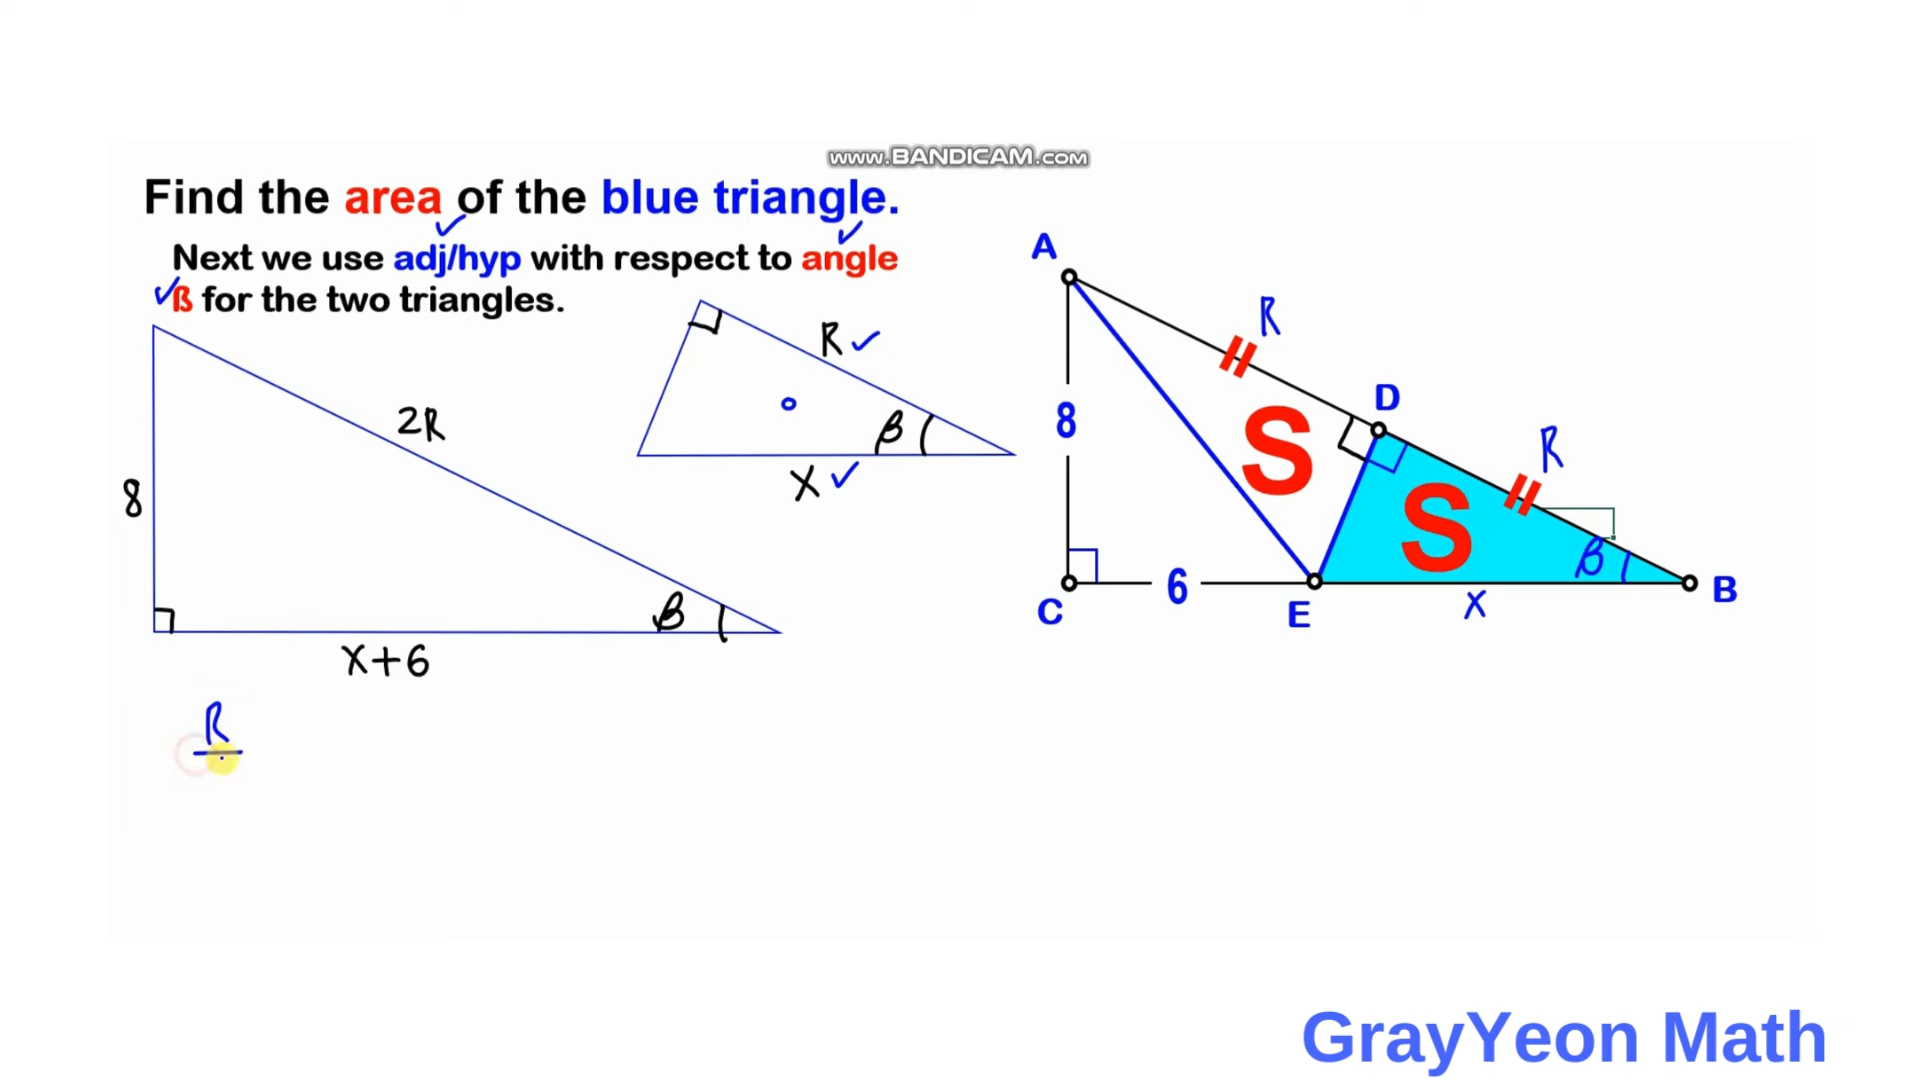 www.BANDICAM.com
Find the area of the blue triangle.
Next we use adj/hyp with respect to angle
ß for the two triangles.
A
R
R
D
2R
β
8
S
R
8
S
X
β
β
C
6
E
X
B
X+6
R
GrayYeon Math